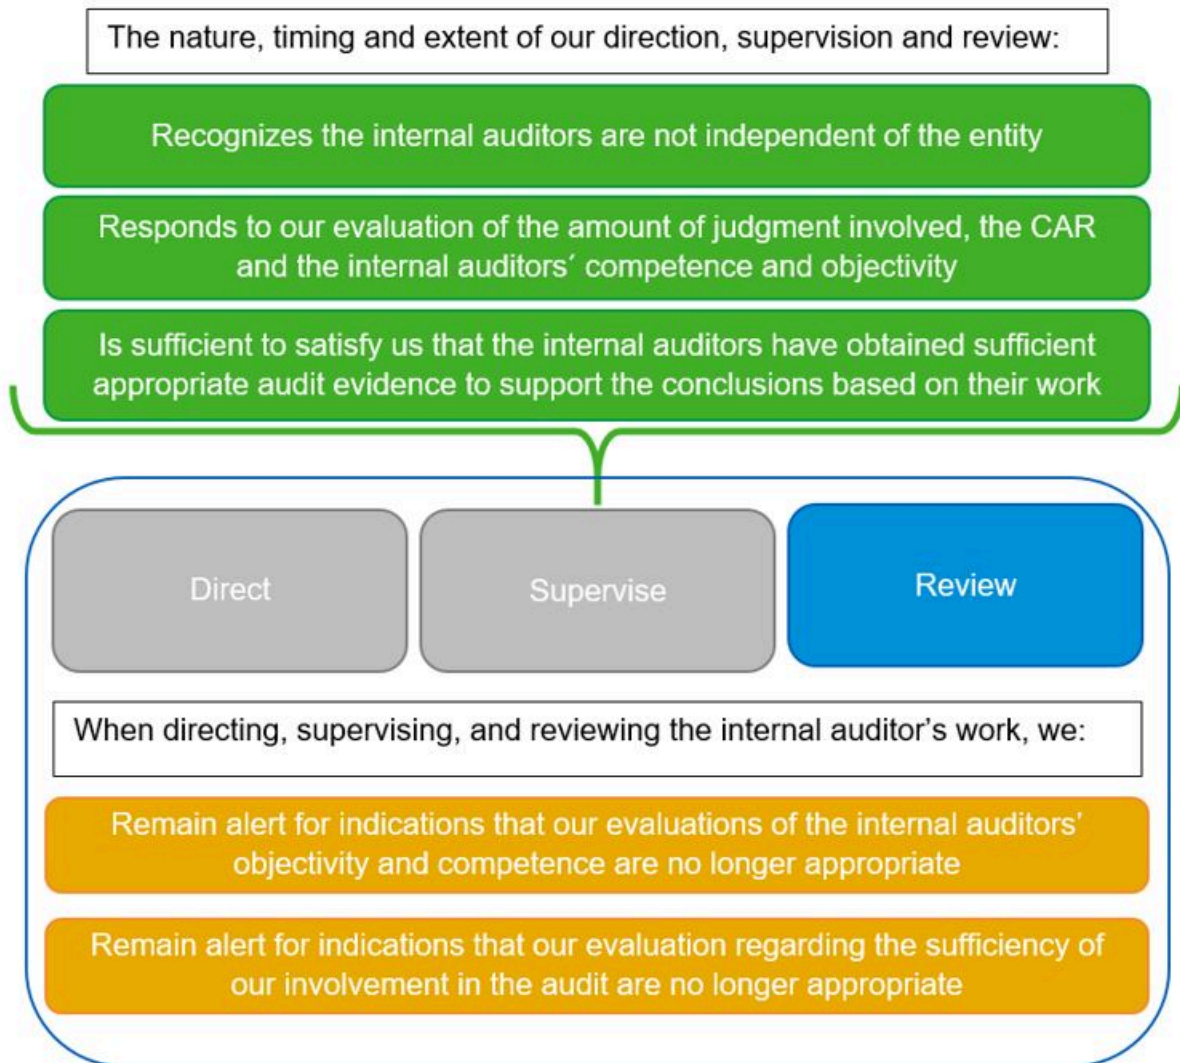 The nature, timing and extent of our direction, supervision and review:
Recognizes the internal auditors are not independent of the entity
Responds to our evaluation of the amount of judgment involved, the CAR
and the internal auditors´ competence and objectivity
Is sufficient to satisfy us that the internal auditors have obtained sufficient
appropriate audit evidence to support the conclusions based on their work
Direct
Supervise
Review
When directing, supervising, and reviewing the internal auditor’s work, we:
Remain alert for indications that our evaluations of the internal auditors’
objectivity and competence are no longer appropriate
Remain alert for indications that our evaluation regarding the sufficiency of
our involvement in the audit are no longer appropriate